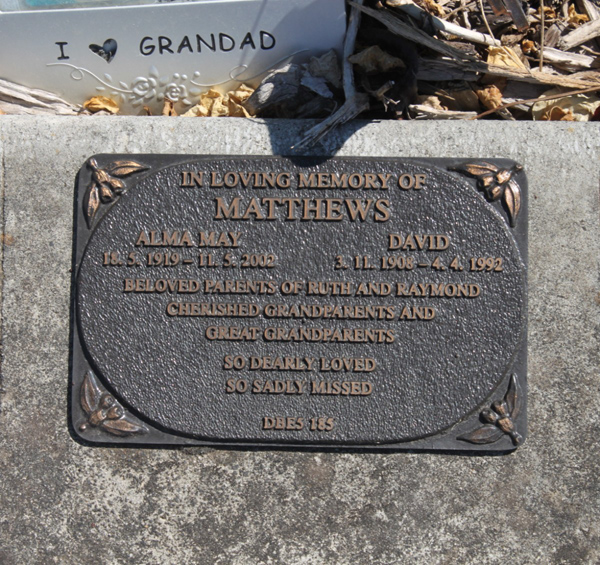 I ♥ GRANDAD
IN LOVING MEMORY OF
MATTHEWS
ALMA MAY DAVID
18. 5. 1919 – 11. 5. 2002 3. 11. 1908 – 4. 4. 1992
BELOVED PARENTS OF RUTH AND RAYMOND
CHERISHED GRANDPARENTS AND
GREAT GRANDPARENTS
SO DEARLY LOVED
SO SADLY MISSED
DBE5 185